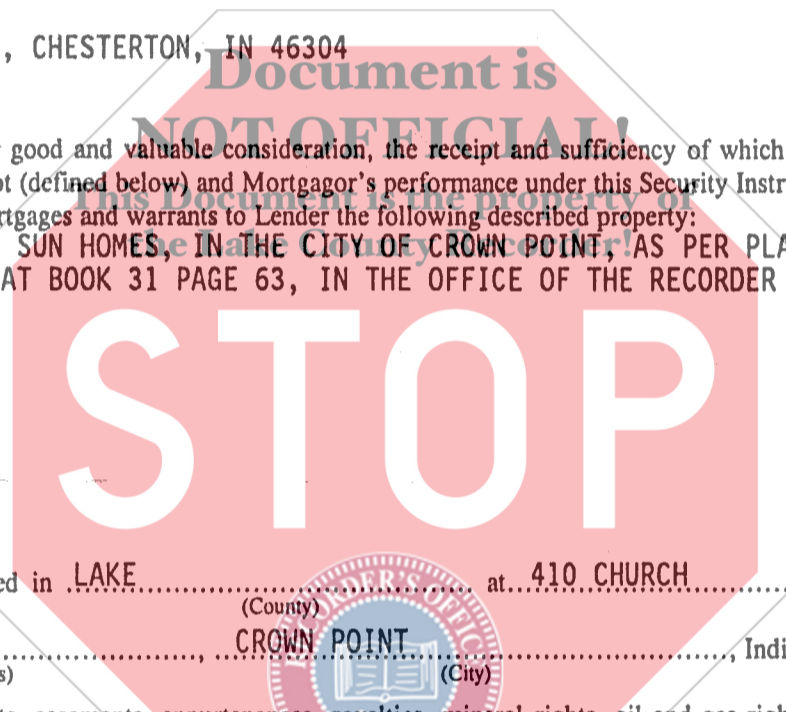 , CHESTERTON, IN 46304
Document is
NOT OFFICIAL!
good and valuable consideration, the receipt and sufficiency of which
(defined below) and Mortgagor's performance under this Security Instr
This Document is the property of
rtgages and warrants to Lender the following described property:
the Lake County Recorder!
SUN HOMES, IN THE CITY OF CROWN POINT, AS PER PLA
AT BOOK 31 PAGE 63, IN THE OFFICE OF THE RECORDER
STOP
ed in LAKE at 410 CHURCH
(County)
RECORDER'S OFFICE
, CROWN POINT , Indi
s) (City)